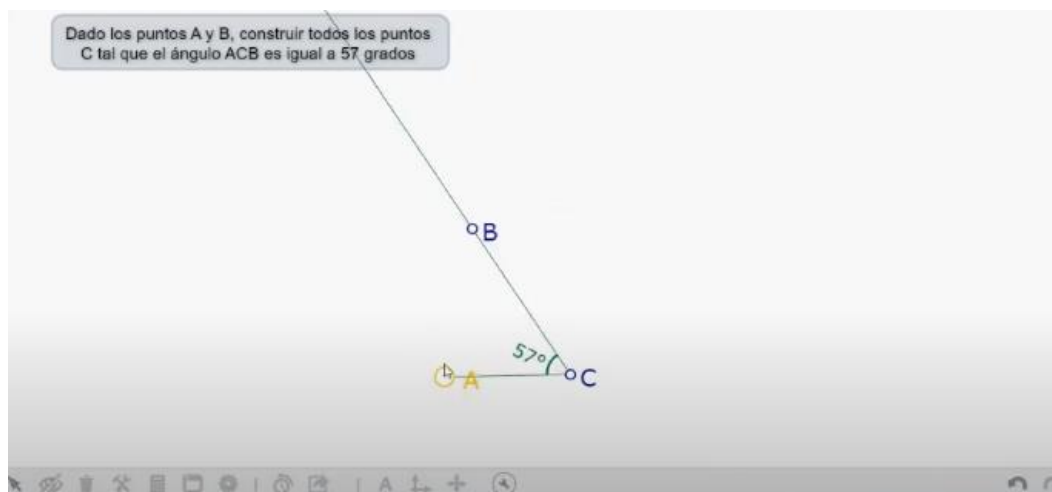 Dado los puntos A y B, construir todos los puntos
C tal que el ángulo ACB es igual a 57 grados
B
57°
A
C
A